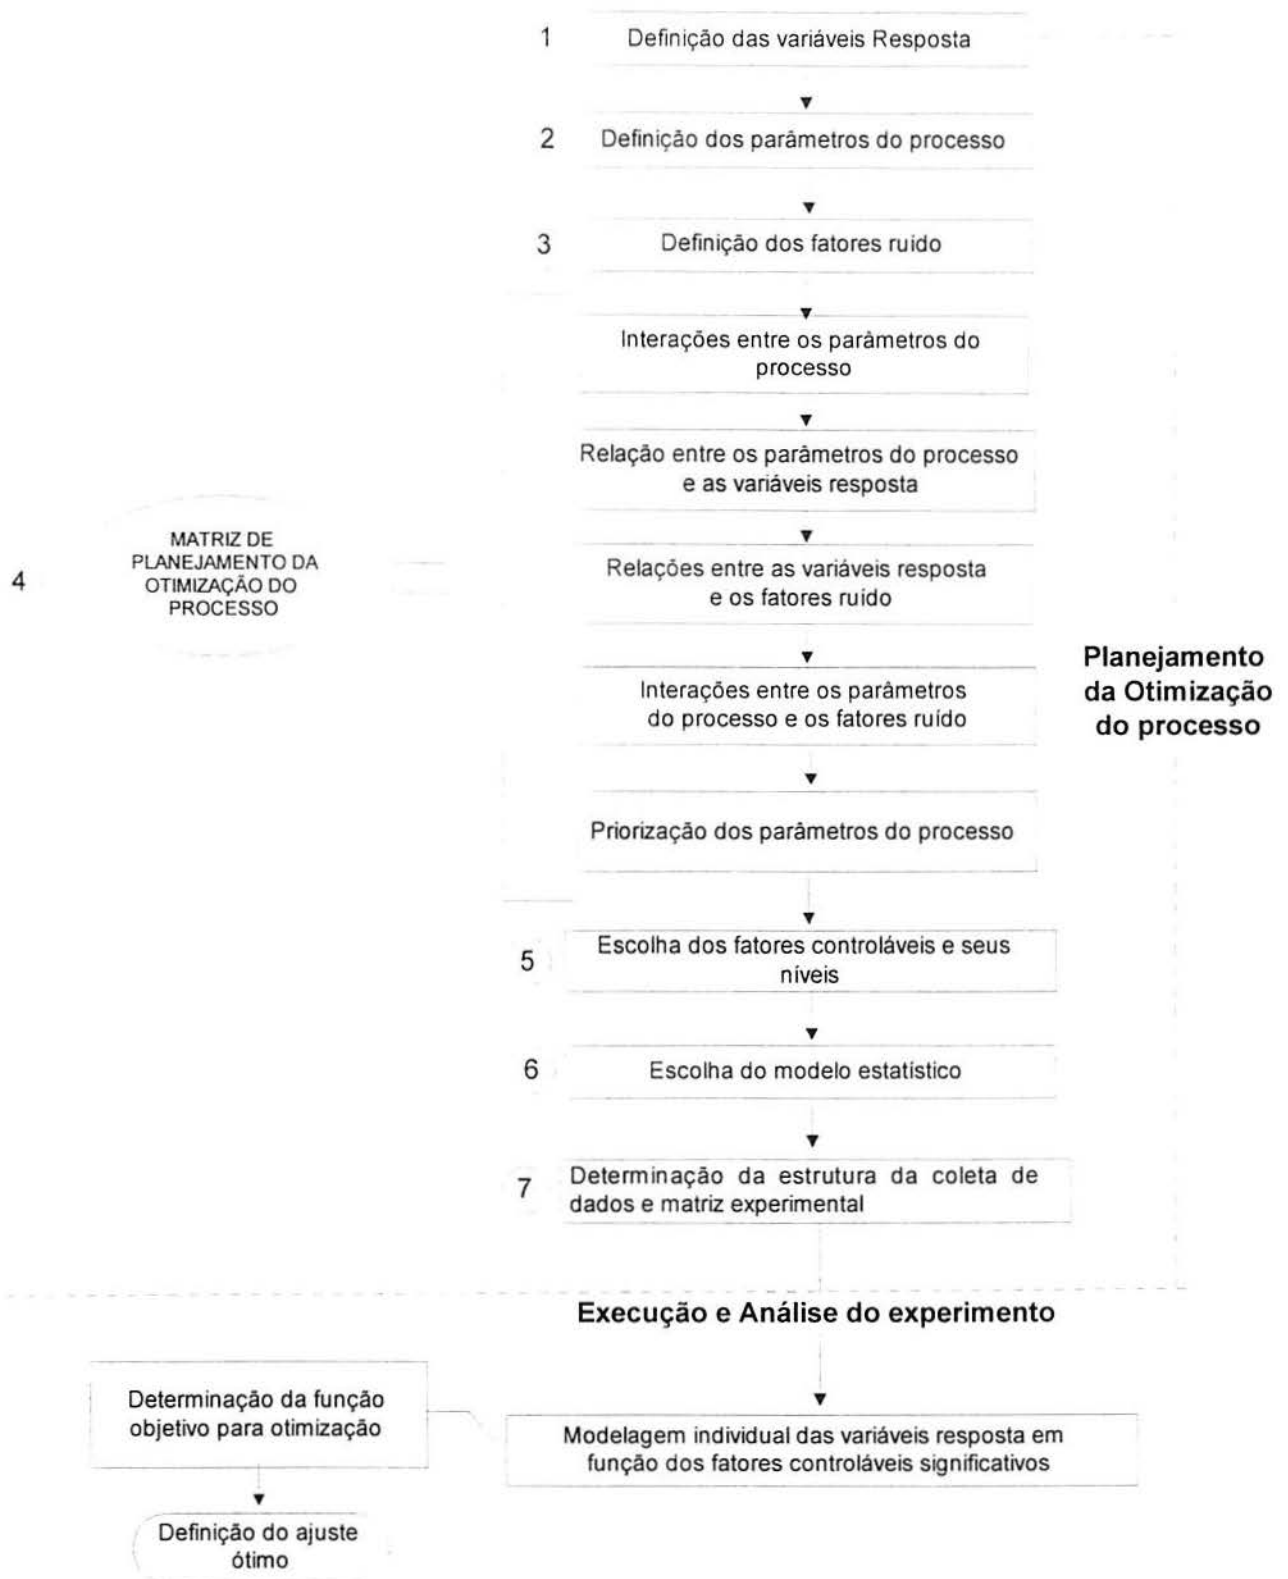 1 Definição das variáveis Resposta
2 Definição dos parâmetros do processo
3 Definição dos fatores ruído
Interações entre os parâmetros do
processo
Relação entre os parâmetros do processo
e as variáveis resposta
4
MATRIZ DE
PLANEJAMENTO DA
OTIMIZAÇÃO DO
PROCESSO
Relações entre as variáveis resposta
e os fatores ruído
Interações entre os parâmetros
do processo e os fatores ruído
Planejamento
da Otimização
do processo
Priorização dos parâmetros do processo
5 Escolha dos fatores controláveis e seus
níveis
6 Escolha do modelo estatístico
7 Determinação da estrutura da coleta de
dados e matriz experimental
Execução e Análise do experimento
Determinação da função
objetivo para otimização
Modelagem individual das variáveis resposta em
função dos fatores controláveis significativos
Definição do ajuste
ótimo